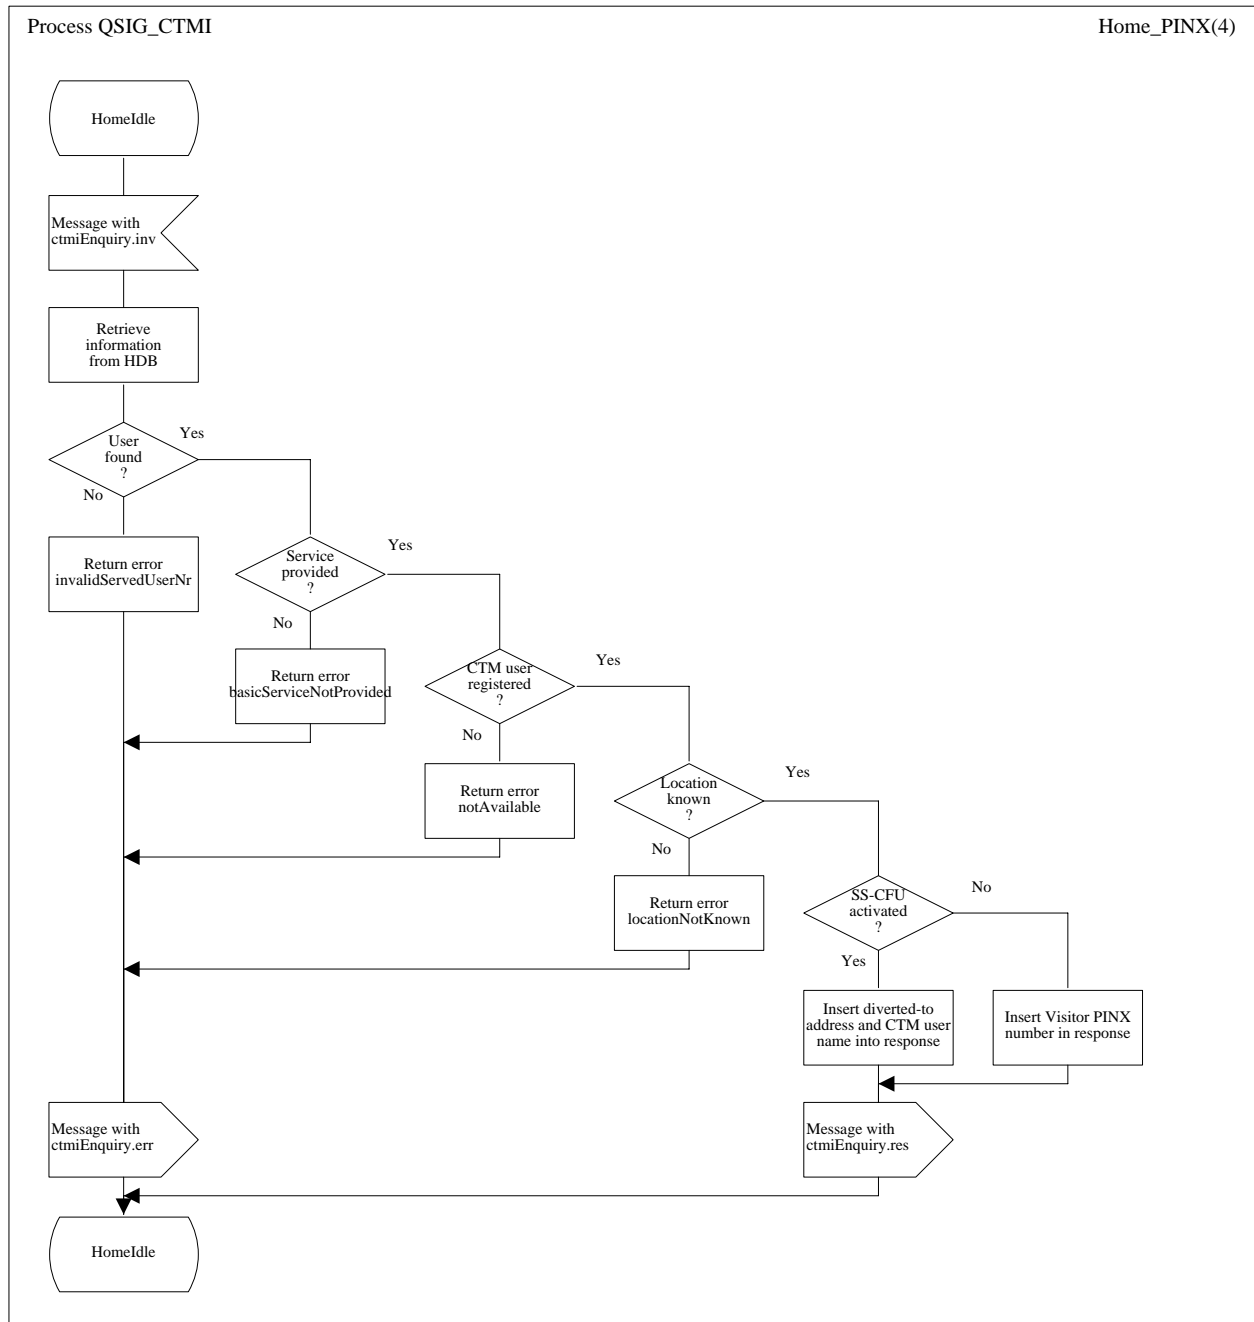 Process QSIG_CTMI
Home_PINX(4)
HomeIdle
Message with
ctmiEnquiry.inv
Retrieve
information
from HDB
User
found
?
Yes
No
Return error
invalidServedUserNr
Service
provided
?
Yes
No
Return error
basicServiceNotProvided
CTM user
registered
?
Yes
No
Return error
notAvailable
Location
known
?
Yes
No
Return error
locationNotKnown
SS-CFU
activated
?
No
Yes
Insert diverted-to
address and CTM user
name into response
Insert Visitor PINX
number in response
Message with
ctmiEnquiry.err
Message with
ctmiEnquiry.res
HomeIdle